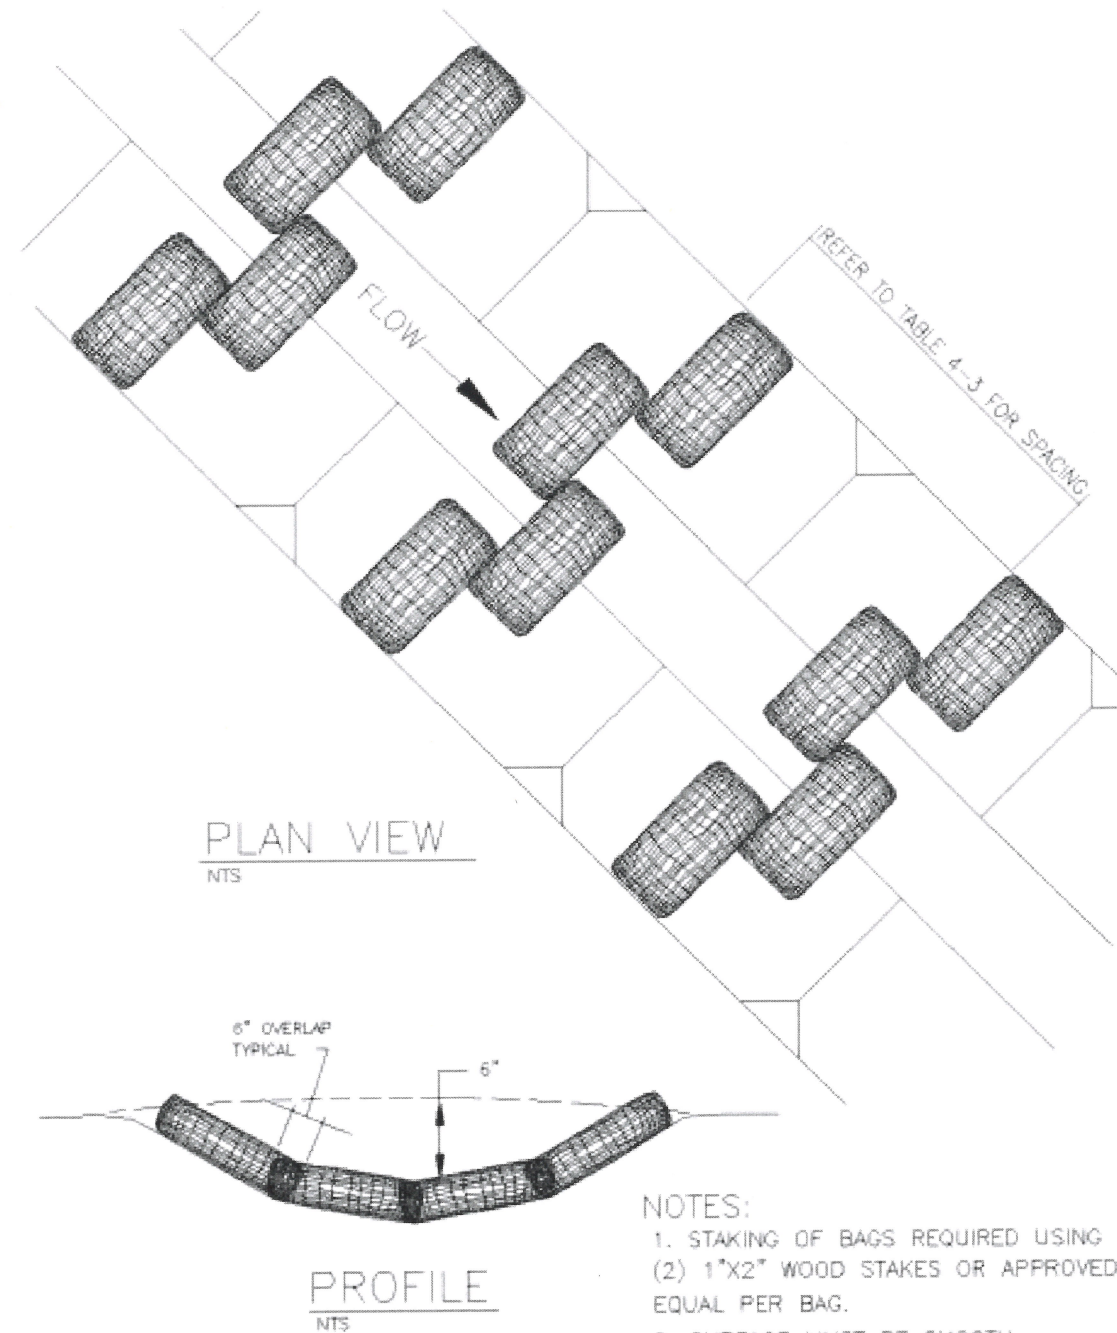 FLOW
REFER TO TABLE 4-3 FOR SPACING
PLAN VIEW
NTS
6" OVERLAP
TYPICAL
6"
PROFILE
NTS
NOTES:
1. STAKING OF BAGS REQUIRED USING
(2) 1"X2" WOOD STAKES OR APPROVED
EQUAL PER BAG.